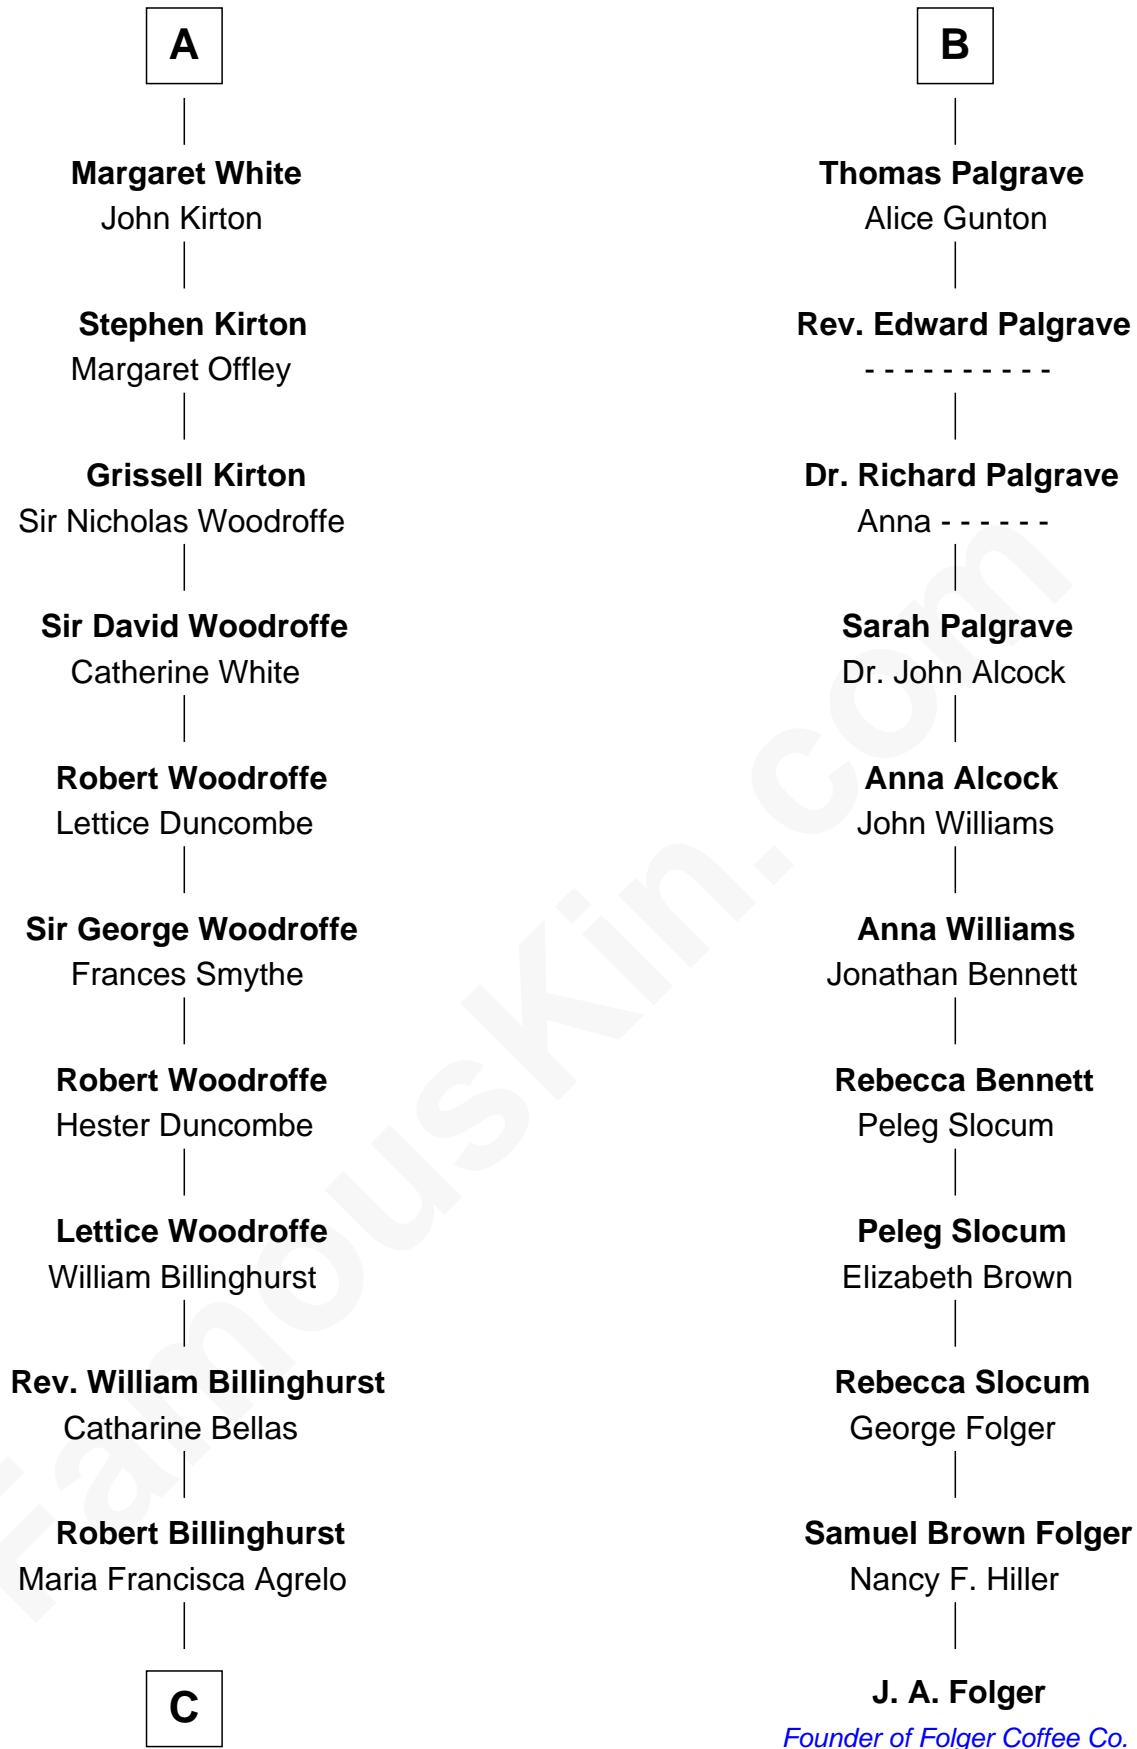 A
Margaret White
John Kirton
Stephen Kirton
Margaret Offley
Grissell Kirton
Sir Nicholas Woodroffe
Sir David Woodroffe
Catherine White
Robert Woodroffe
Lettice Duncombe
Sir George Woodroffe
Frances Smythe
Robert Woodroffe
Hester Duncombe
Lettice Woodroffe
William Billinghurst
Rev. William Billinghurst
Catharine Bellas
Robert Billinghurst
Maria Francisca Agrelo
C
B
Thomas Palgrave
Alice Gunton
Rev. Edward Palgrave
- - - - - - - - - -
Dr. Richard Palgrave
Anna - - - - - -
Sarah Palgrave
Dr. John Alcock
Anna Alcock
John Williams
Anna Williams
Jonathan Bennett
Rebecca Bennett
Peleg Slocum
Peleg Slocum
Elizabeth Brown
Rebecca Slocum
George Folger
Samuel Brown Folger
Nancy F. Hiller
J. A. Folger
Founder of Folger Coffee Co.
FamousKin.com